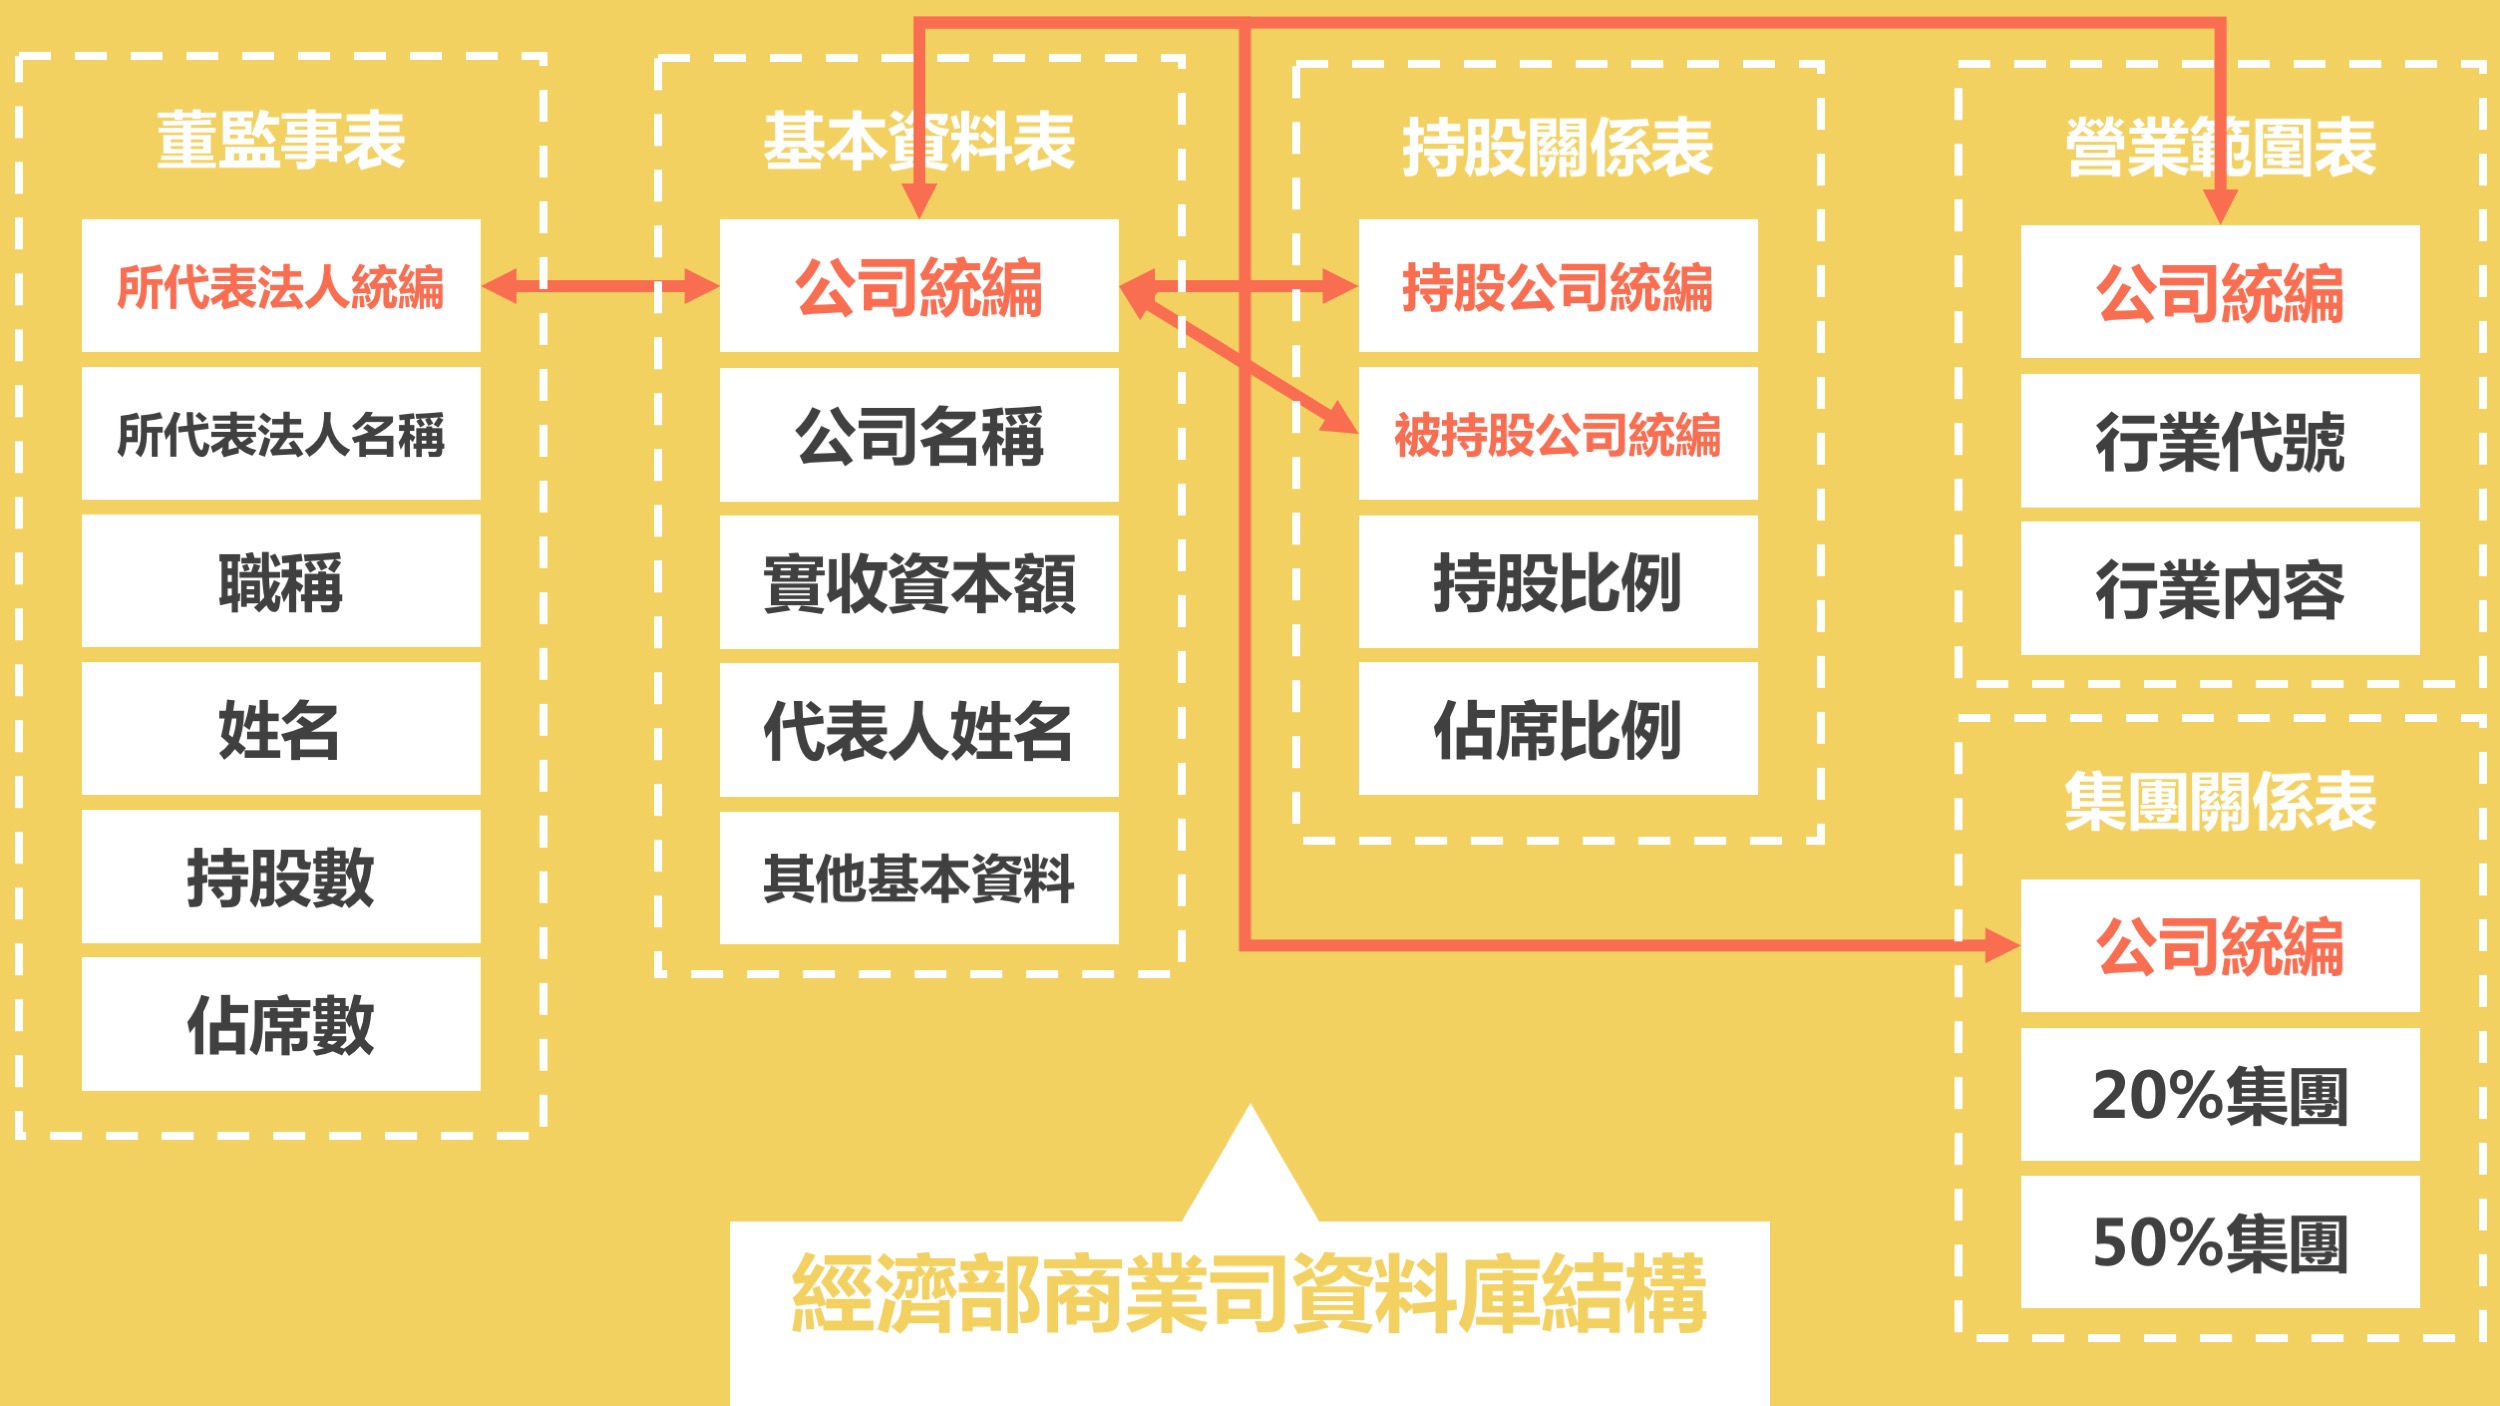 董監事表
所代表法人統編
所代表法人名稱
職稱
姓名
持股數
佔席數
基本資料表
公司統編
公司名稱
實收資本額
代表人姓名
其他基本資料
持股關係表
持股公司統編
被持股公司統編
持股比例
佔席比例
營業範圍表
公司統編
行業代號
行業內容
集團關係表
公司統編
20%集團
50%集團
經濟部商業司資料庫結構